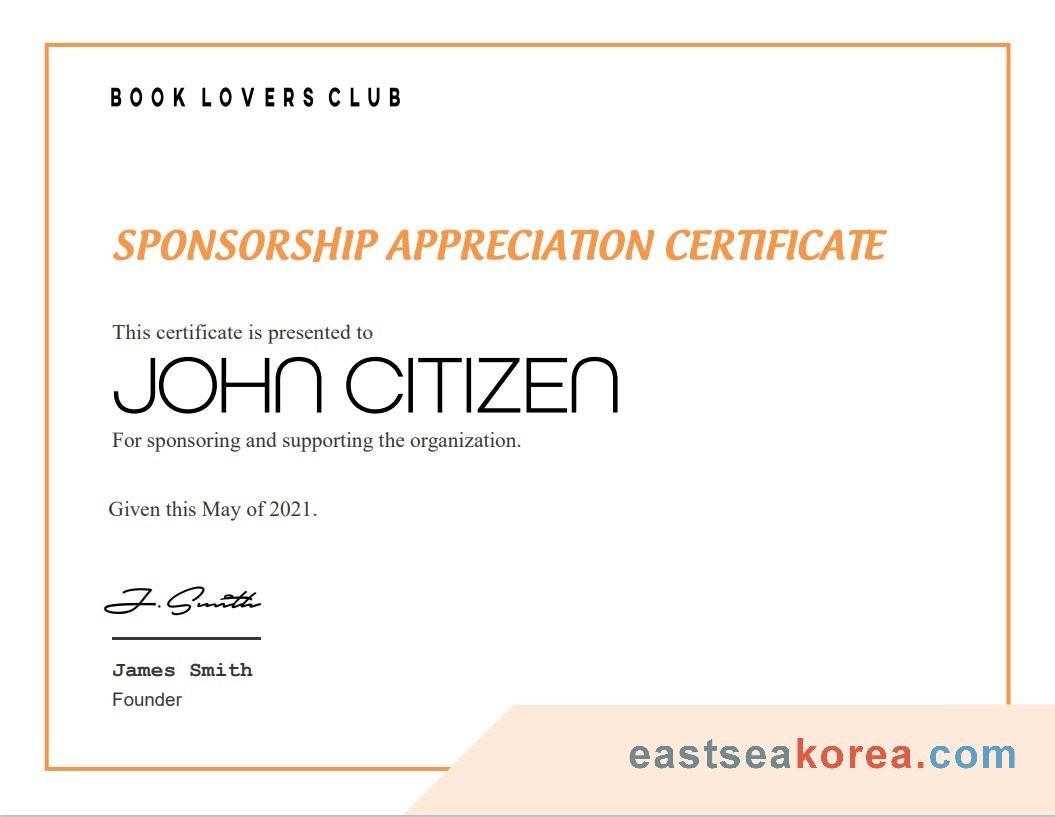 BOOK LOVERS CLUB
SPONSORSHIP APPRECIATION CERTIFICATE
This certificate is presented to
JOHN CITIZEN
For sponsoring and supporting the organization.
Given this May of 2021.
J. Smith
James Smith
Founder
eastseakorea.com